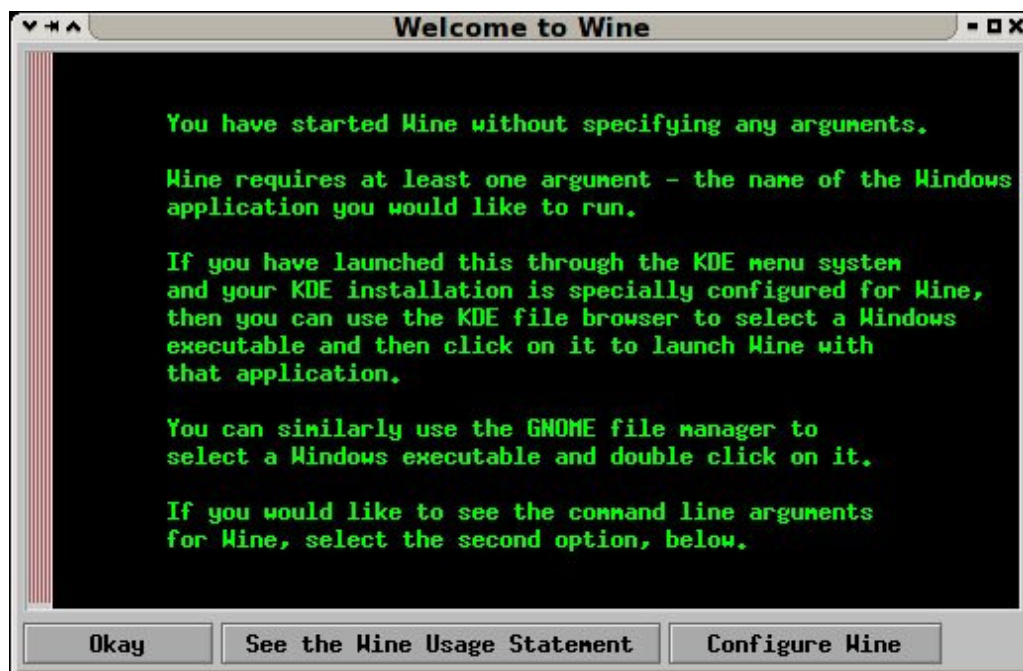 Welcome to Wine
You have started Wine without specifying any arguments.
Wine requires at least one argument - the name of the Windows
application you would like to run.
If you have launched this through the KDE menu system
and your KDE installation is specially configured for Wine,
then you can use the KDE file browser to select a Windows
executable and then click on it to launch Wine with
that application.
You can similarly use the GNOME file manager to
select a Windows executable and double click on it.
If you would like to see the command line arguments
for Wine, select the second option, below.
Okay
See the Wine Usage Statement
Configure Wine